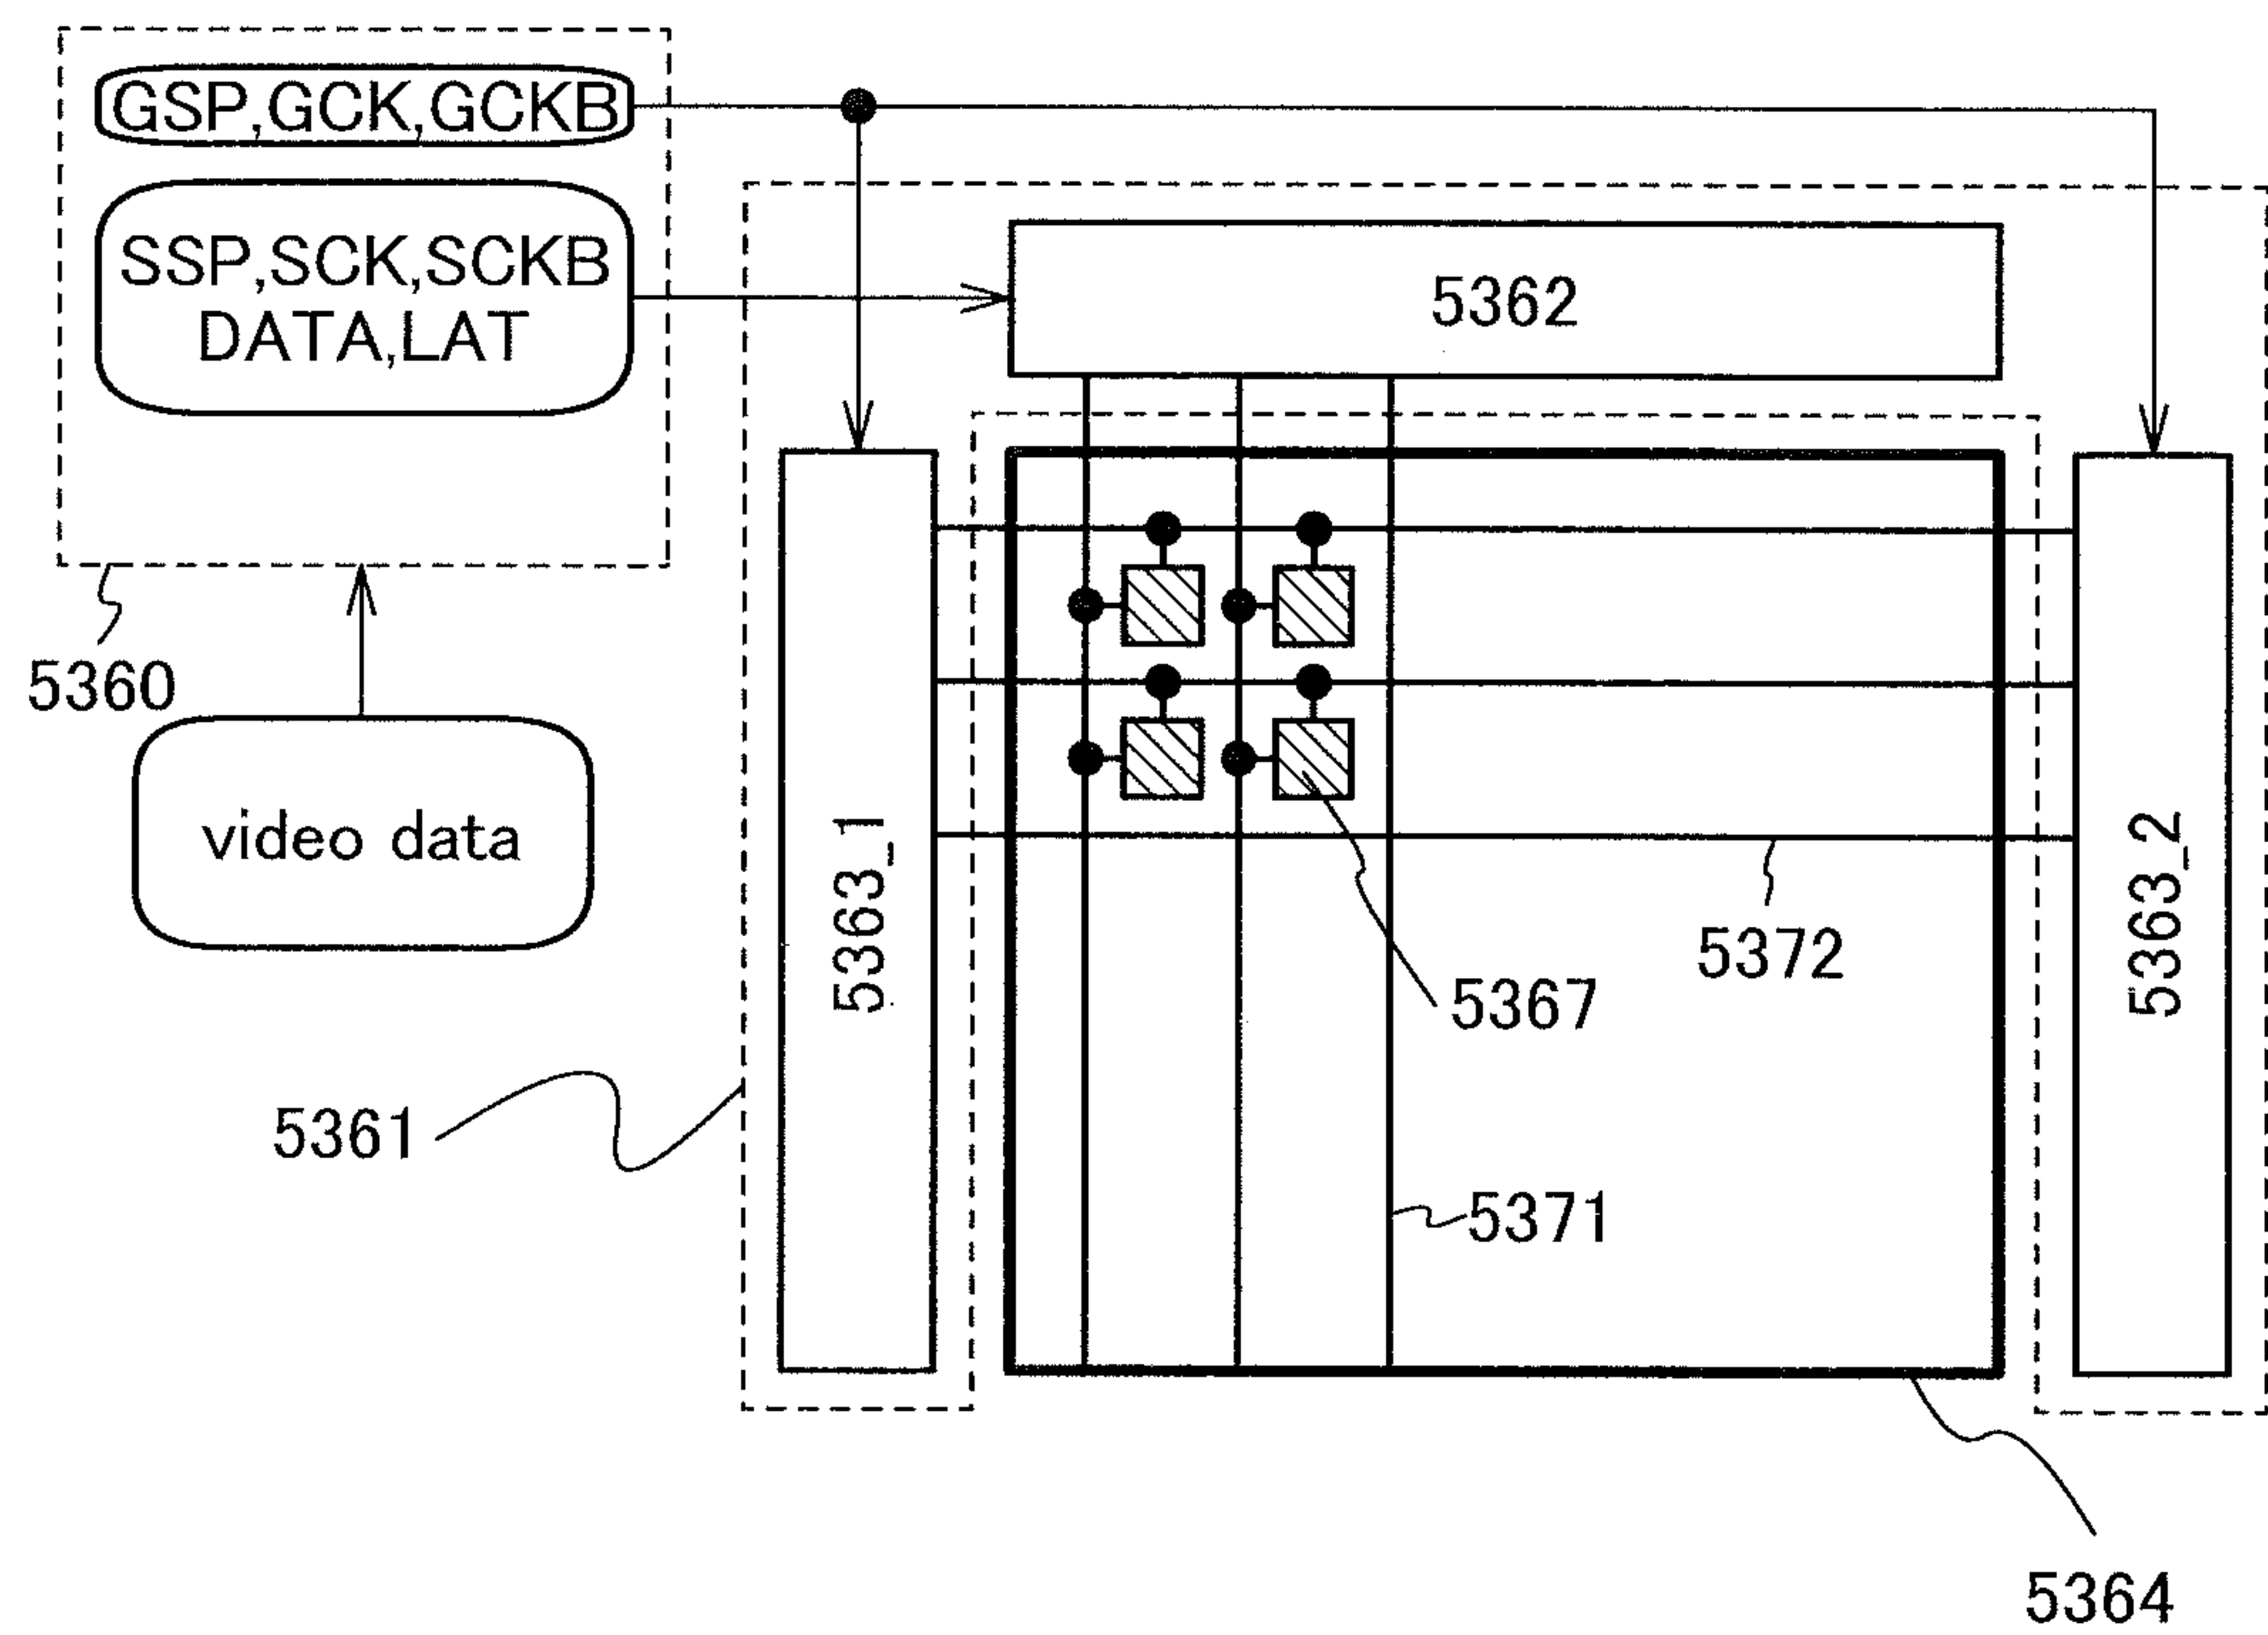 GSP,GCK,GCKB
SSP,SCK,SCKB
DATA,LAT
5362
5360
video data
5363_1
5363_2
5372
5367
5361
5371
5364